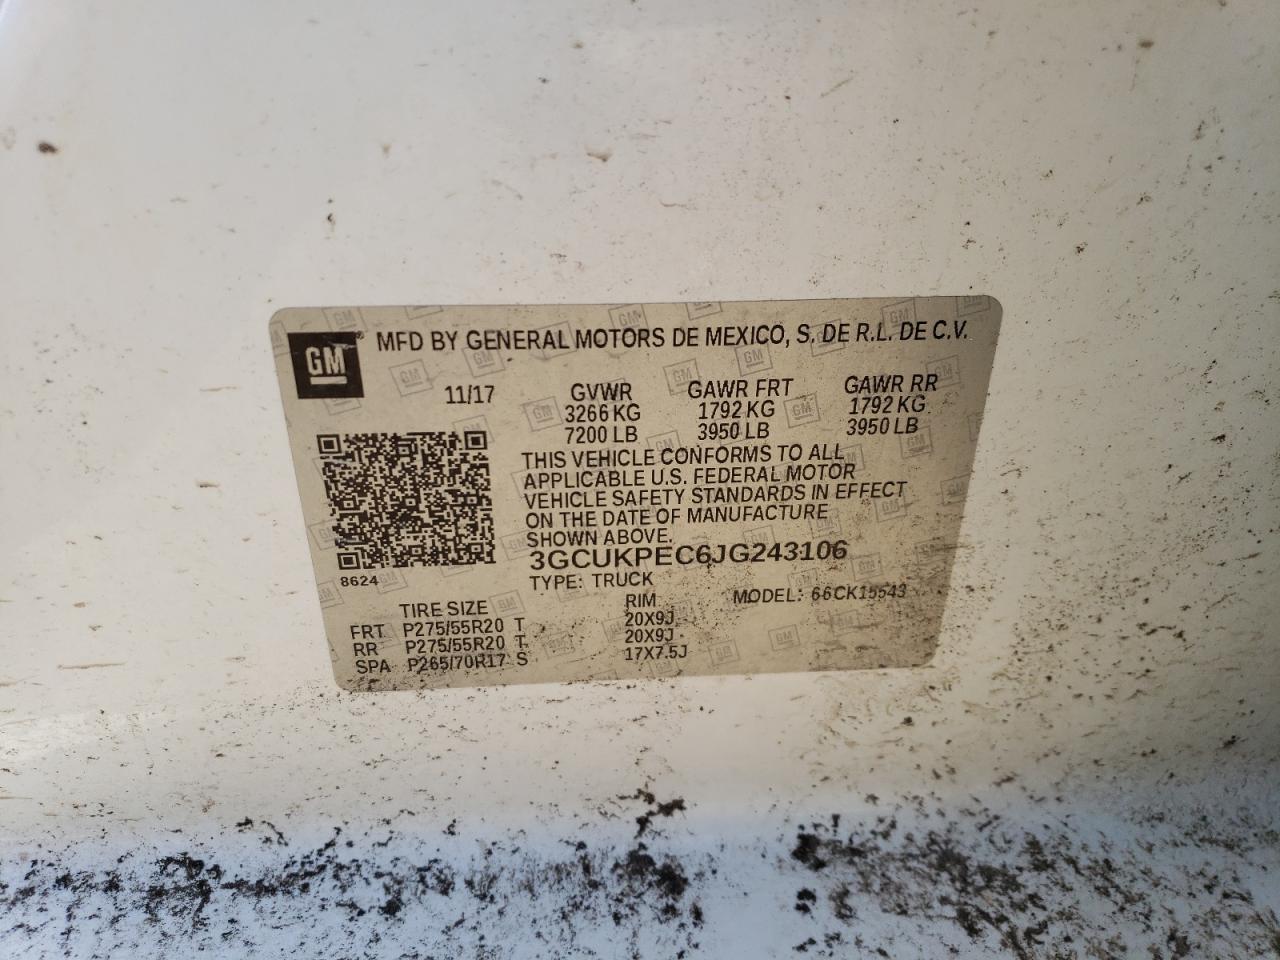 GM ® MFD BY GENERAL MOTORS DE MEXICO, S. DE R.L. DE C.V.
11/17 GVWR GAWR FRT GAWR RR
3266 KG 1792 KG 1792 KG
7200 LB 3950 LB 3950 LB
THIS VEHICLE CONFORMS TO ALL
APPLICABLE U.S. FEDERAL MOTOR
VEHICLE SAFETY STANDARDS IN EFFECT
ON THE DATE OF MANUFACTURE
SHOWN ABOVE.
3GCUKPEC6JG243106
8624
TYPE: TRUCK
MODEL: 66CK15543
TIRE SIZE RIM
FRT P275/55R20 T 20X9J
RR P275/55R20 T 20X9J
SPA P265/70R17 S 17X7.5J